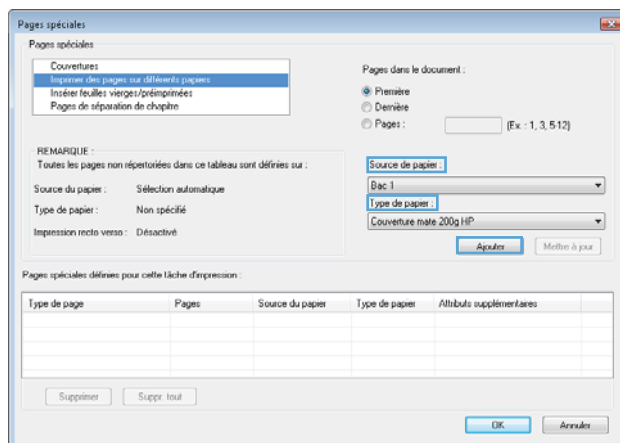 Pages spéciales
Pages spéciales
Couvertures
Imprimer des pages sur différents papiers
Insérer feuilles vierges/préimprimées
Pages de séparation de chapitre
Pages dans le document :
Première
Dernière
Pages : (Ex. : 1, 3, 5-12)
REMARQUE :
Toutes les pages non répertoriées dans ce tableau sont définies sur :
Source du papier : Sélection automatique
Type de papier : Non spécifié
Impression recto verso : Désactivé
Source de papier :
Bac 1
Type de papier :
Couverture mate 200g HP
Ajouter Mettre à jour
Pages spéciales définies pour cette tâche d'impression :
Type de page Pages Source du papier Type de papier Attributs supplémentaires
Supprimer Suppr. tout
OK Annuler